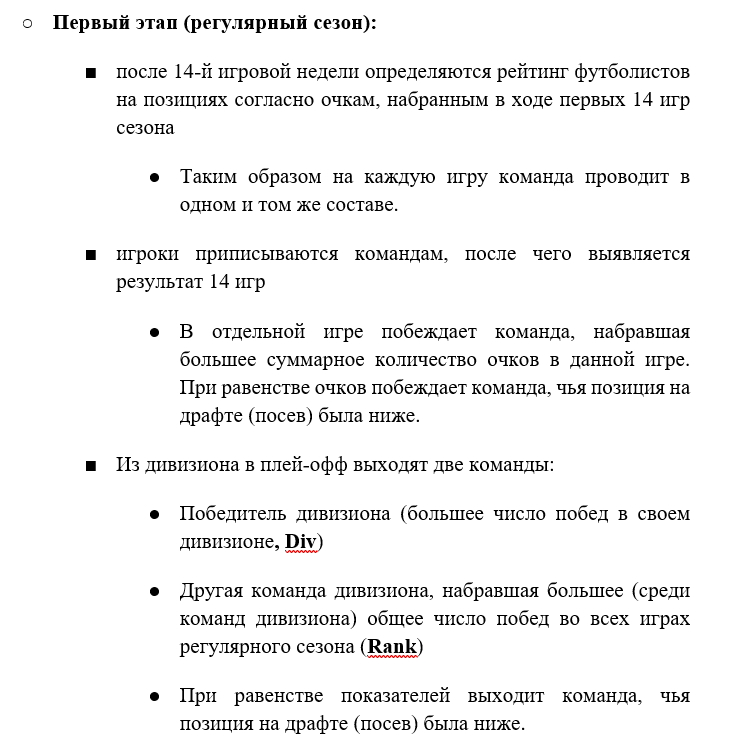 ○ Первый этап (регулярный сезон):
■ после 14-й игровой недели определяются рейтинг футболистов
на позициях согласно очкам, набранным в ходе первых 14 игр
сезона
● Таким образом на каждую игру команда проводит в
одном и том же составе.
■ игроки приписываются командам, после чего выявляется
результат 14 игр
● В отдельной игре побеждает команда, набравшая
большее суммарное количество очков в данной игре.
При равенстве очков побеждает команда, чья позиция на
драфте (посев) была ниже.
■ Из дивизиона в плей-офф выходят две команды:
● Победитель дивизиона (большее число побед в своем
дивизионе, Div)
● Другая команда дивизиона, набравшая большее (среди
команд дивизиона) общее число побед во всех играх
регулярного сезона (Rank)
● При равенстве показателей выходит команда, чья
позиция на драфте (посев) была ниже.